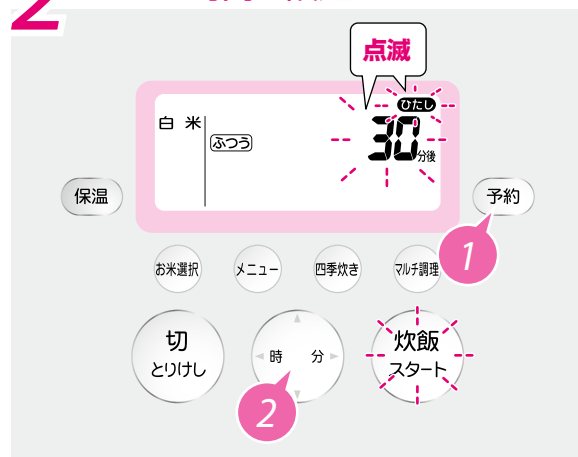 2
点滅
ひたし
白米
ふつう
30分後
保温
予約
1
お米選択
メニュー
四季炊き
マルチ調理
切
とりけし
時 分
炊飯
スタート
2